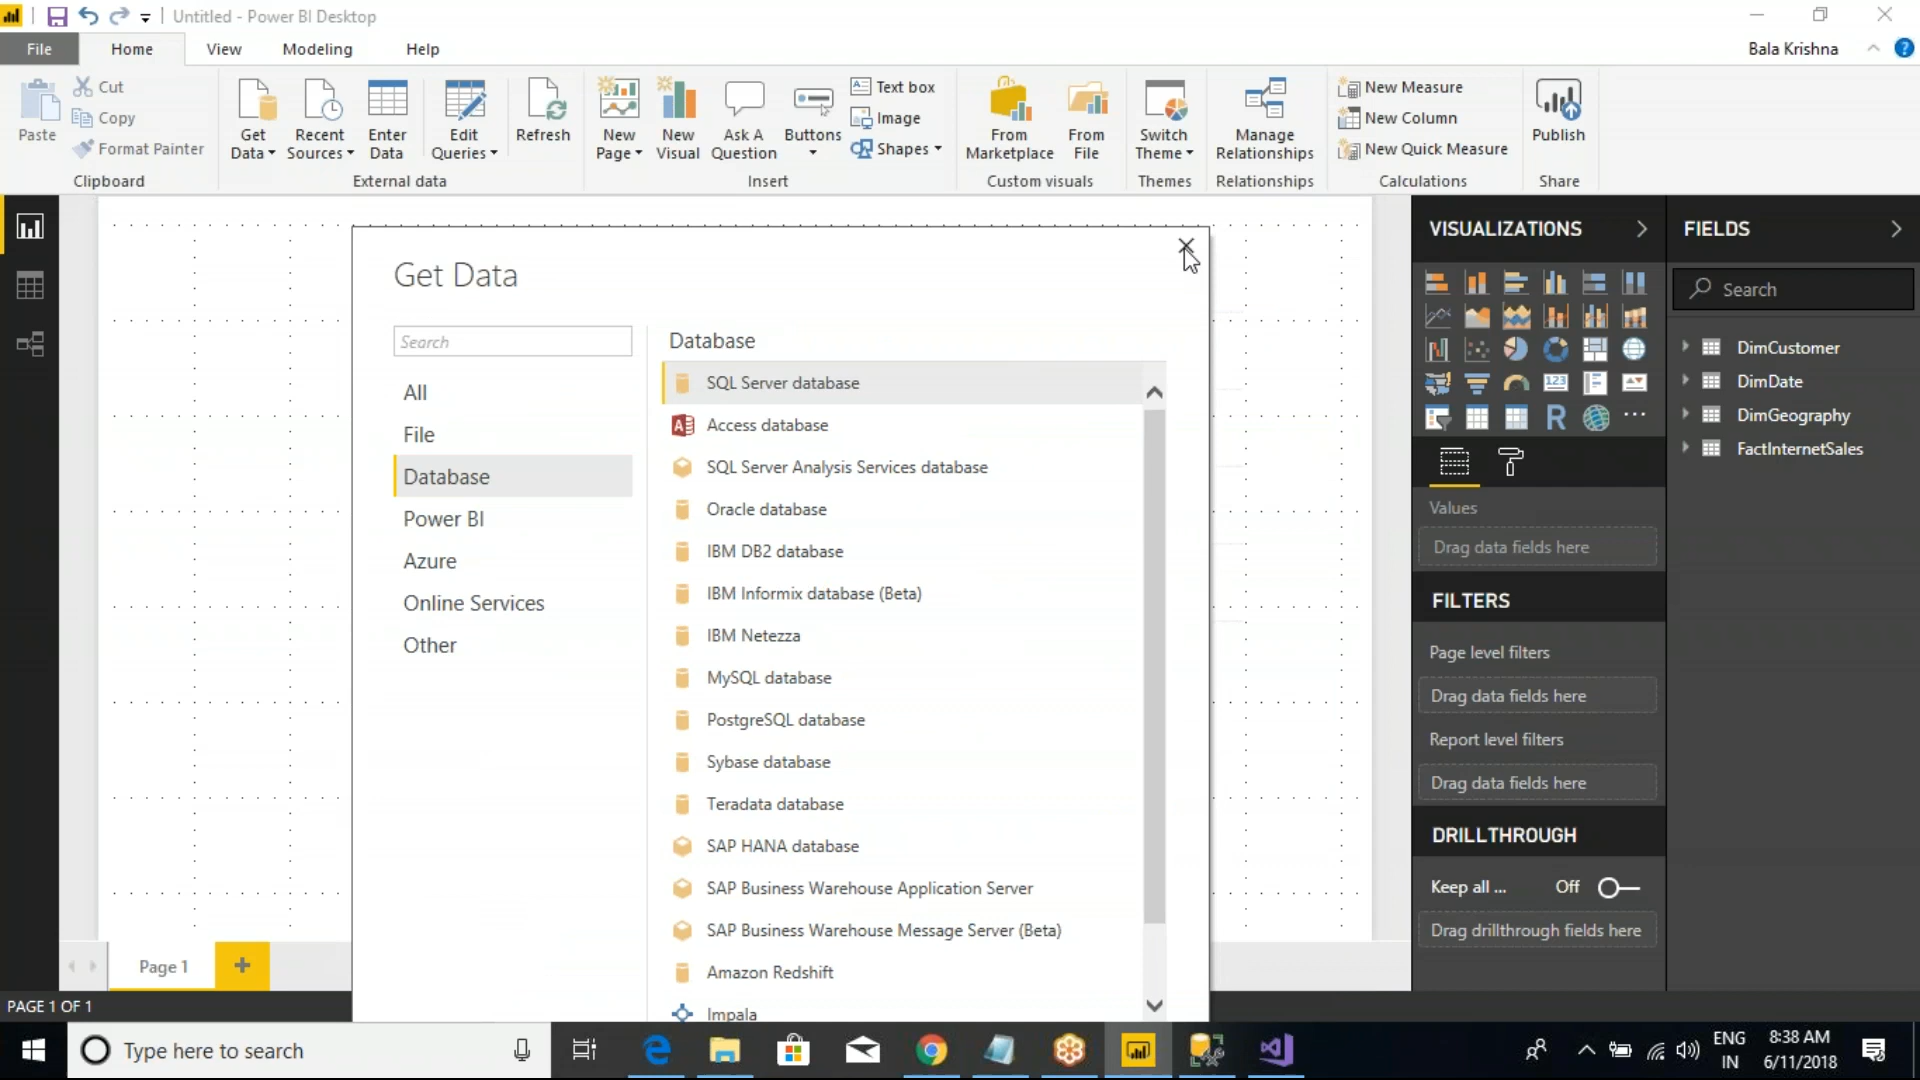 Untitled - Power BI Desktop
File
Home
View
Modeling
Help
Bala Krishna
Paste
Cut
Copy
Format Painter
Clipboard
Get Data
Recent Sources
Enter Data
Edit Queries
Refresh
External data
New Page
New Visual
Ask A Question
Buttons
Text box
Image
Shapes
Insert
From Marketplace
From File
Custom visuals
Switch Theme
Themes
Manage Relationships
Relationships
New Measure
New Column
New Quick Measure
Calculations
Publish
Share
Get Data
Search
All
File
Database
Power BI
Azure
Online Services
Other
Database
SQL Server database
Access database
SQL Server Analysis Services database
Oracle database
IBM DB2 database
IBM Informix database (Beta)
IBM Netezza
MySQL database
PostgreSQL database
Sybase database
Teradata database
SAP HANA database
SAP Business Warehouse Application Server
SAP Business Warehouse Message Server (Beta)
Amazon Redshift
Impala
VISUALIZATIONS
123
R
Values
Drag data fields here
FILTERS
Page level filters
Drag data fields here
Report level filters
Drag data fields here
DRILLTHROUGH
Keep all ...
Off
Drag drillthrough fields here
FIELDS
Search
DimCustomer
DimDate
DimGeography
FactInternetSales
Page 1
PAGE 1 OF 1
Type here to search
ENG
IN
8:38 AM
6/11/2018